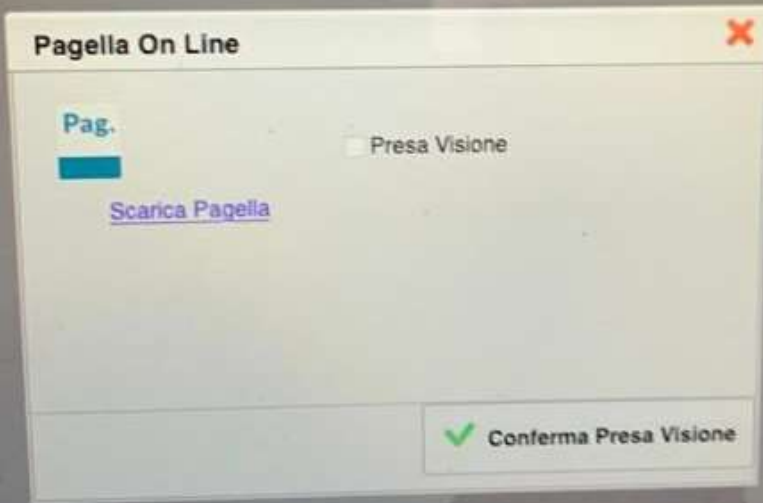 Pagella On Line
Pag.
Presa Visione
Scarica Pagella
Conferma Presa Visione